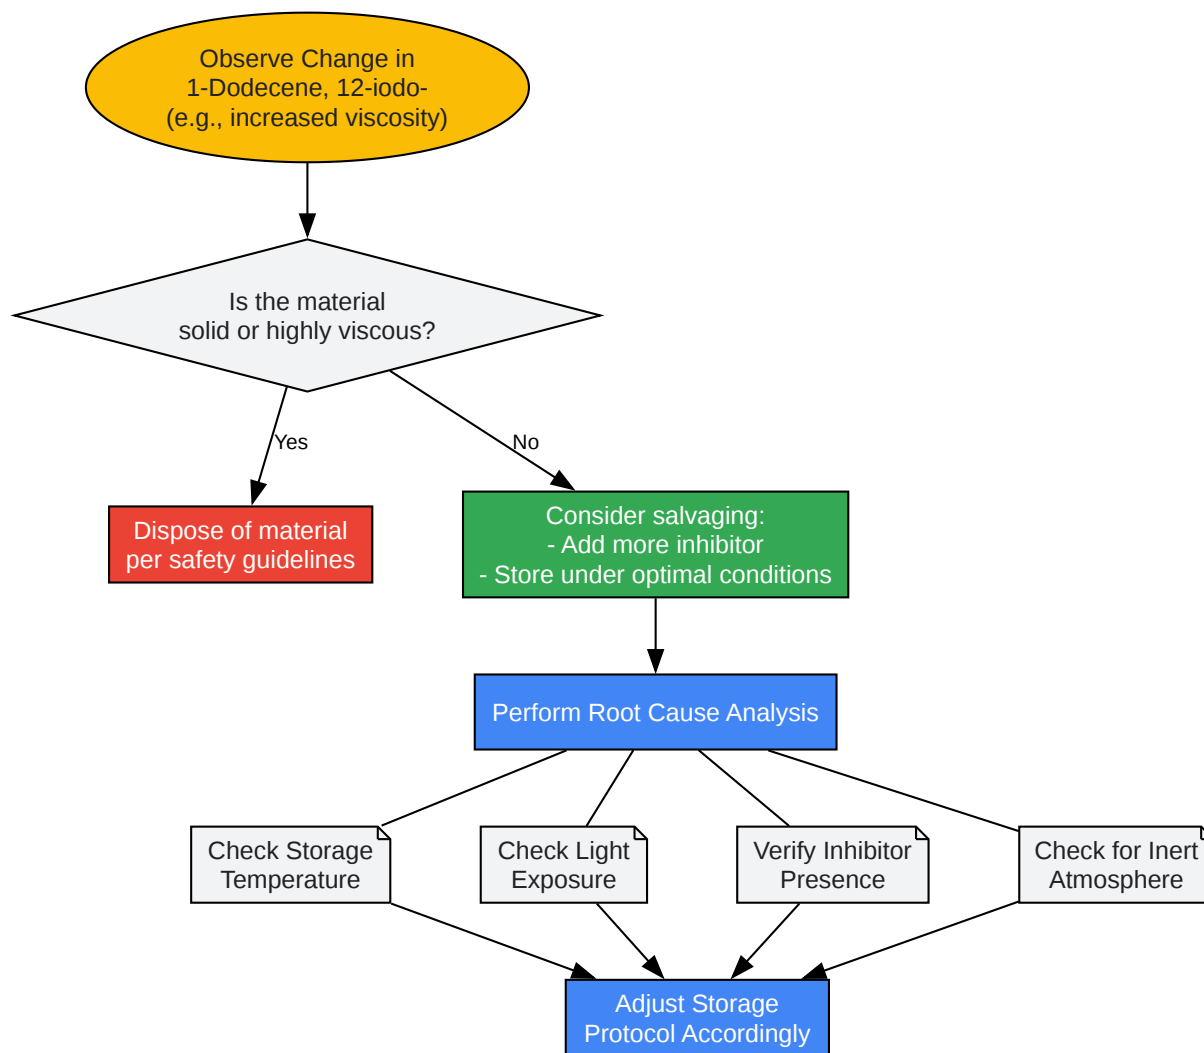 Observe Change in
1-Dodecene, 12-iodo-
(e.g., increased viscosity)
Is the material
solid or highly viscous?
Yes
No
Dispose of material
per safety guidelines
Consider salvaging:
- Add more inhibitor
- Store under optimal conditions
Perform Root Cause Analysis
Check Storage
Temperature
Check Light
Exposure
Verify Inhibitor
Presence
Check for Inert
Atmosphere
Adjust Storage
Protocol Accordingly